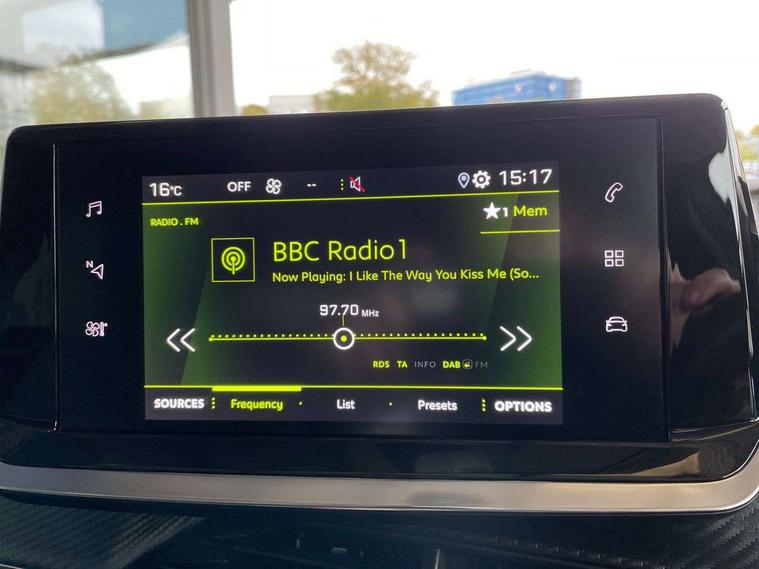 16°C OFF -- 15:17
RADIO . FM
1 Mem
BBC Radio 1
Now Playing: I Like The Way You Kiss Me (So...
97.70 MHz
RDS TA INFO DAB FM
SOURCES Frequency List Presets OPTIONS
N